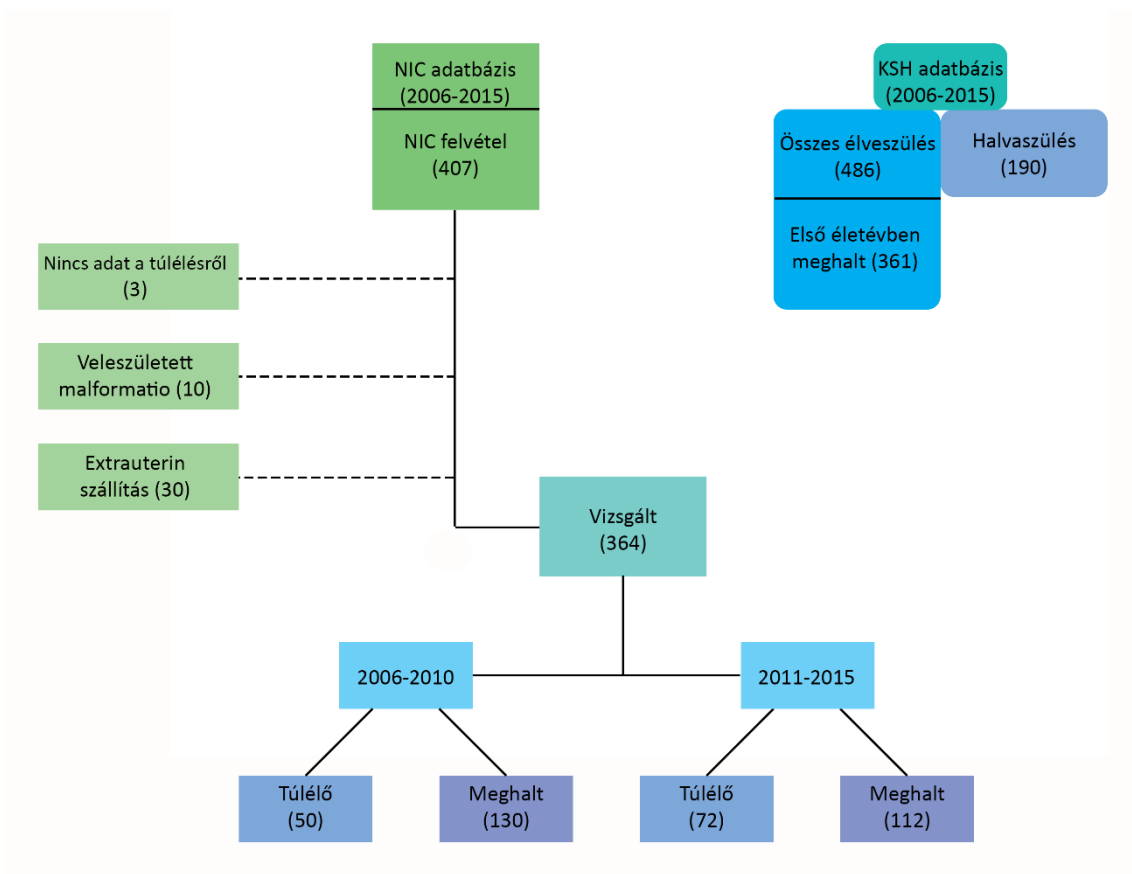 NIC adatbázis
(2006-2015)
NIC felvétel
(407)
KSH adatbázis
(2006-2015)
Összes élveszülés
(486)
Halvaszülés
(190)
Első életévben
meghalt (361)
Nincs adat a túlélésről
(3)
Veleszületett
malformatio (10)
Extrauterin
szállítás (30)
Vizsgált
(364)
2006-2010
2011-2015
Túlélő
(50)
Meghalt
(130)
Túlélő
(72)
Meghalt
(112)